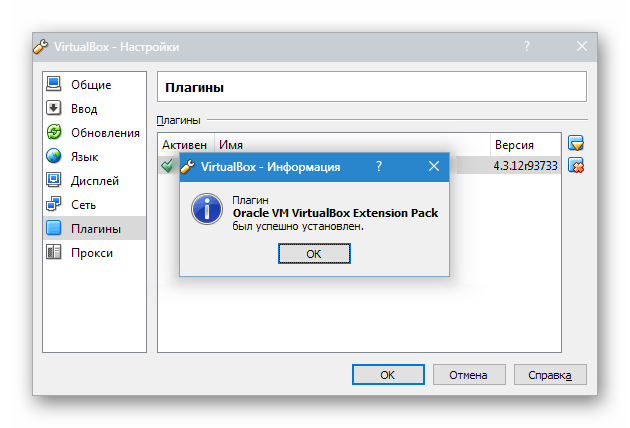 VirtualBox - Настройки
?
Общие
Ввод
Обновления
Язык
Дисплей
Сеть
Плагины
Прокси
Плагины
Плагины
Активен Имя Версия
4.3.12r93733
VirtualBox - Информация
?
Плагин
Oracle VM VirtualBox Extension Pack
был успешно установлен.
OK
OK Отмена Справка